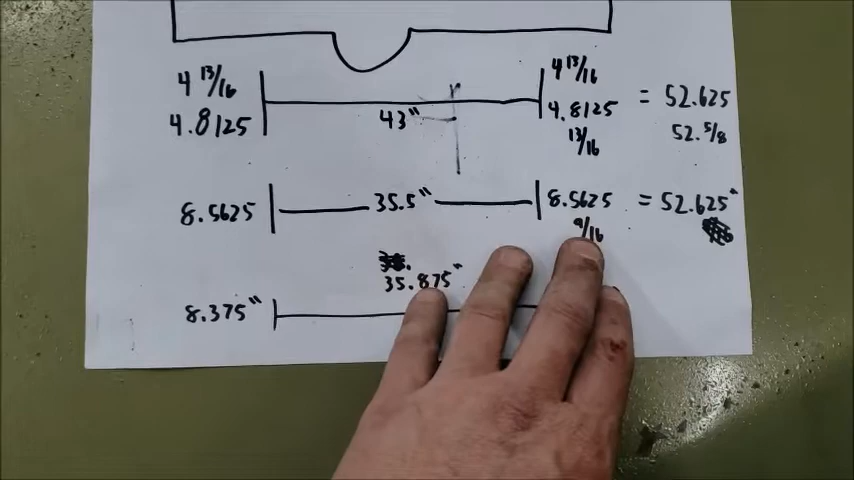 4 13/16 4 13/16
4.8125 43" 4.8125 = 52.625
13/16 52.5/8
8.5625 35.5" 8.5625 = 52.625"
9/16
35.875"
8.375"